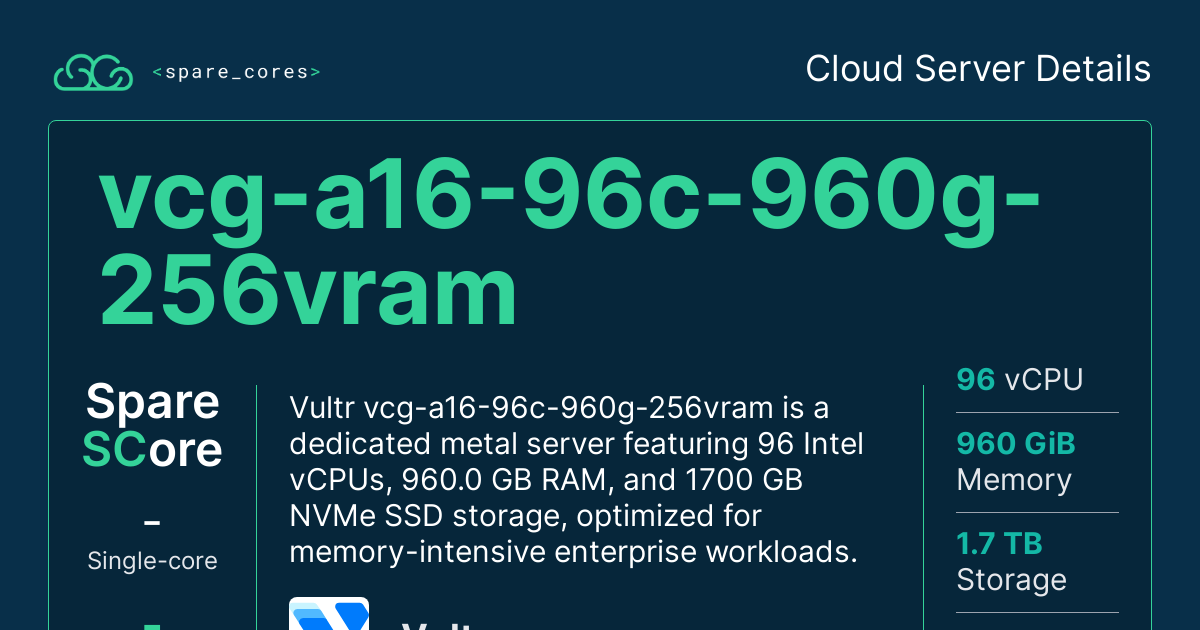 <spare_cores>
Cloud Server Details
vcg-a16-96c-960g-
256vram
Spare
SCore
-
Single-core
Vultr vcg-a16-96c-960g-256vram is a
dedicated metal server featuring 96 Intel
vCPUs, 960.0 GB RAM, and 1700 GB
NVMe SSD storage, optimized for
memory-intensive enterprise workloads.
96 vCPU
960 GiB
Memory
1.7 TB
Storage